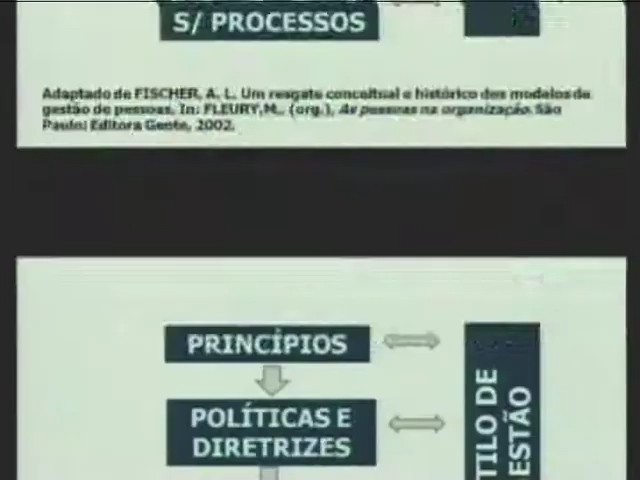 S/ PROCESSOS
Adaptado de FISCHER, A. L. Um resgate conceitual e histórico dos modelos de
gestão de pessoas. In: FLEURY,M.. (org.). As pessoas na organização. São
Paulo: Editora Gente, 2002.
PRINCÍPIOS
POLÍTICAS E
DIRETRIZES
TILO DE
ESTÃO